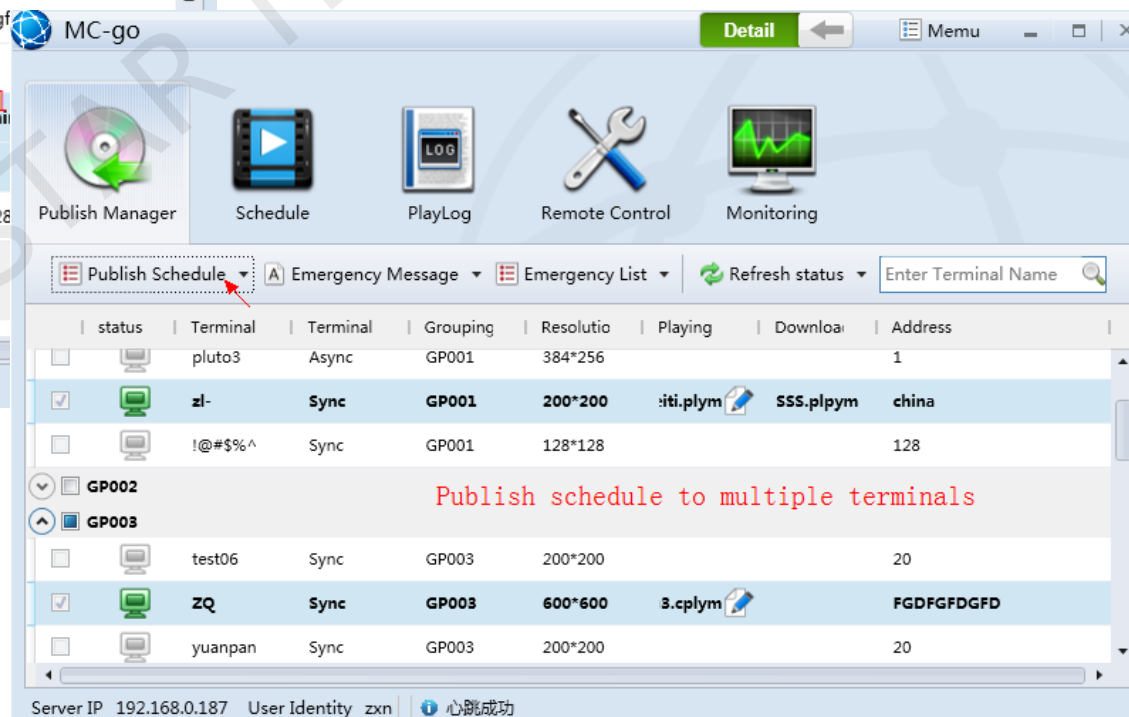 MC-go Detail Memu
LOG
Publish Manager Schedule PlayLog Remote Control Monitoring
Publish Schedule A Emergency Message Emergency List Refresh status Enter Terminal Name
status Terminal Terminal Grouping Resolutio Playing Downloa Address
pluto3 Async GP001 384*256 1
zl- Sync GP001 200*200 :iti.plym SSS.plpym china
!@#$%^ Sync GP001 128*128 128
GP002
Publish schedule to multiple terminals
GP003
test06 Sync GP003 200*200 20
ZQ Sync GP003 600*600 3.cplym FGDFGFDGFD
yuanpan Sync GP003 200*200 20
Server IP 192.168.0.187 User Identity zxn 心跳成功
STAR